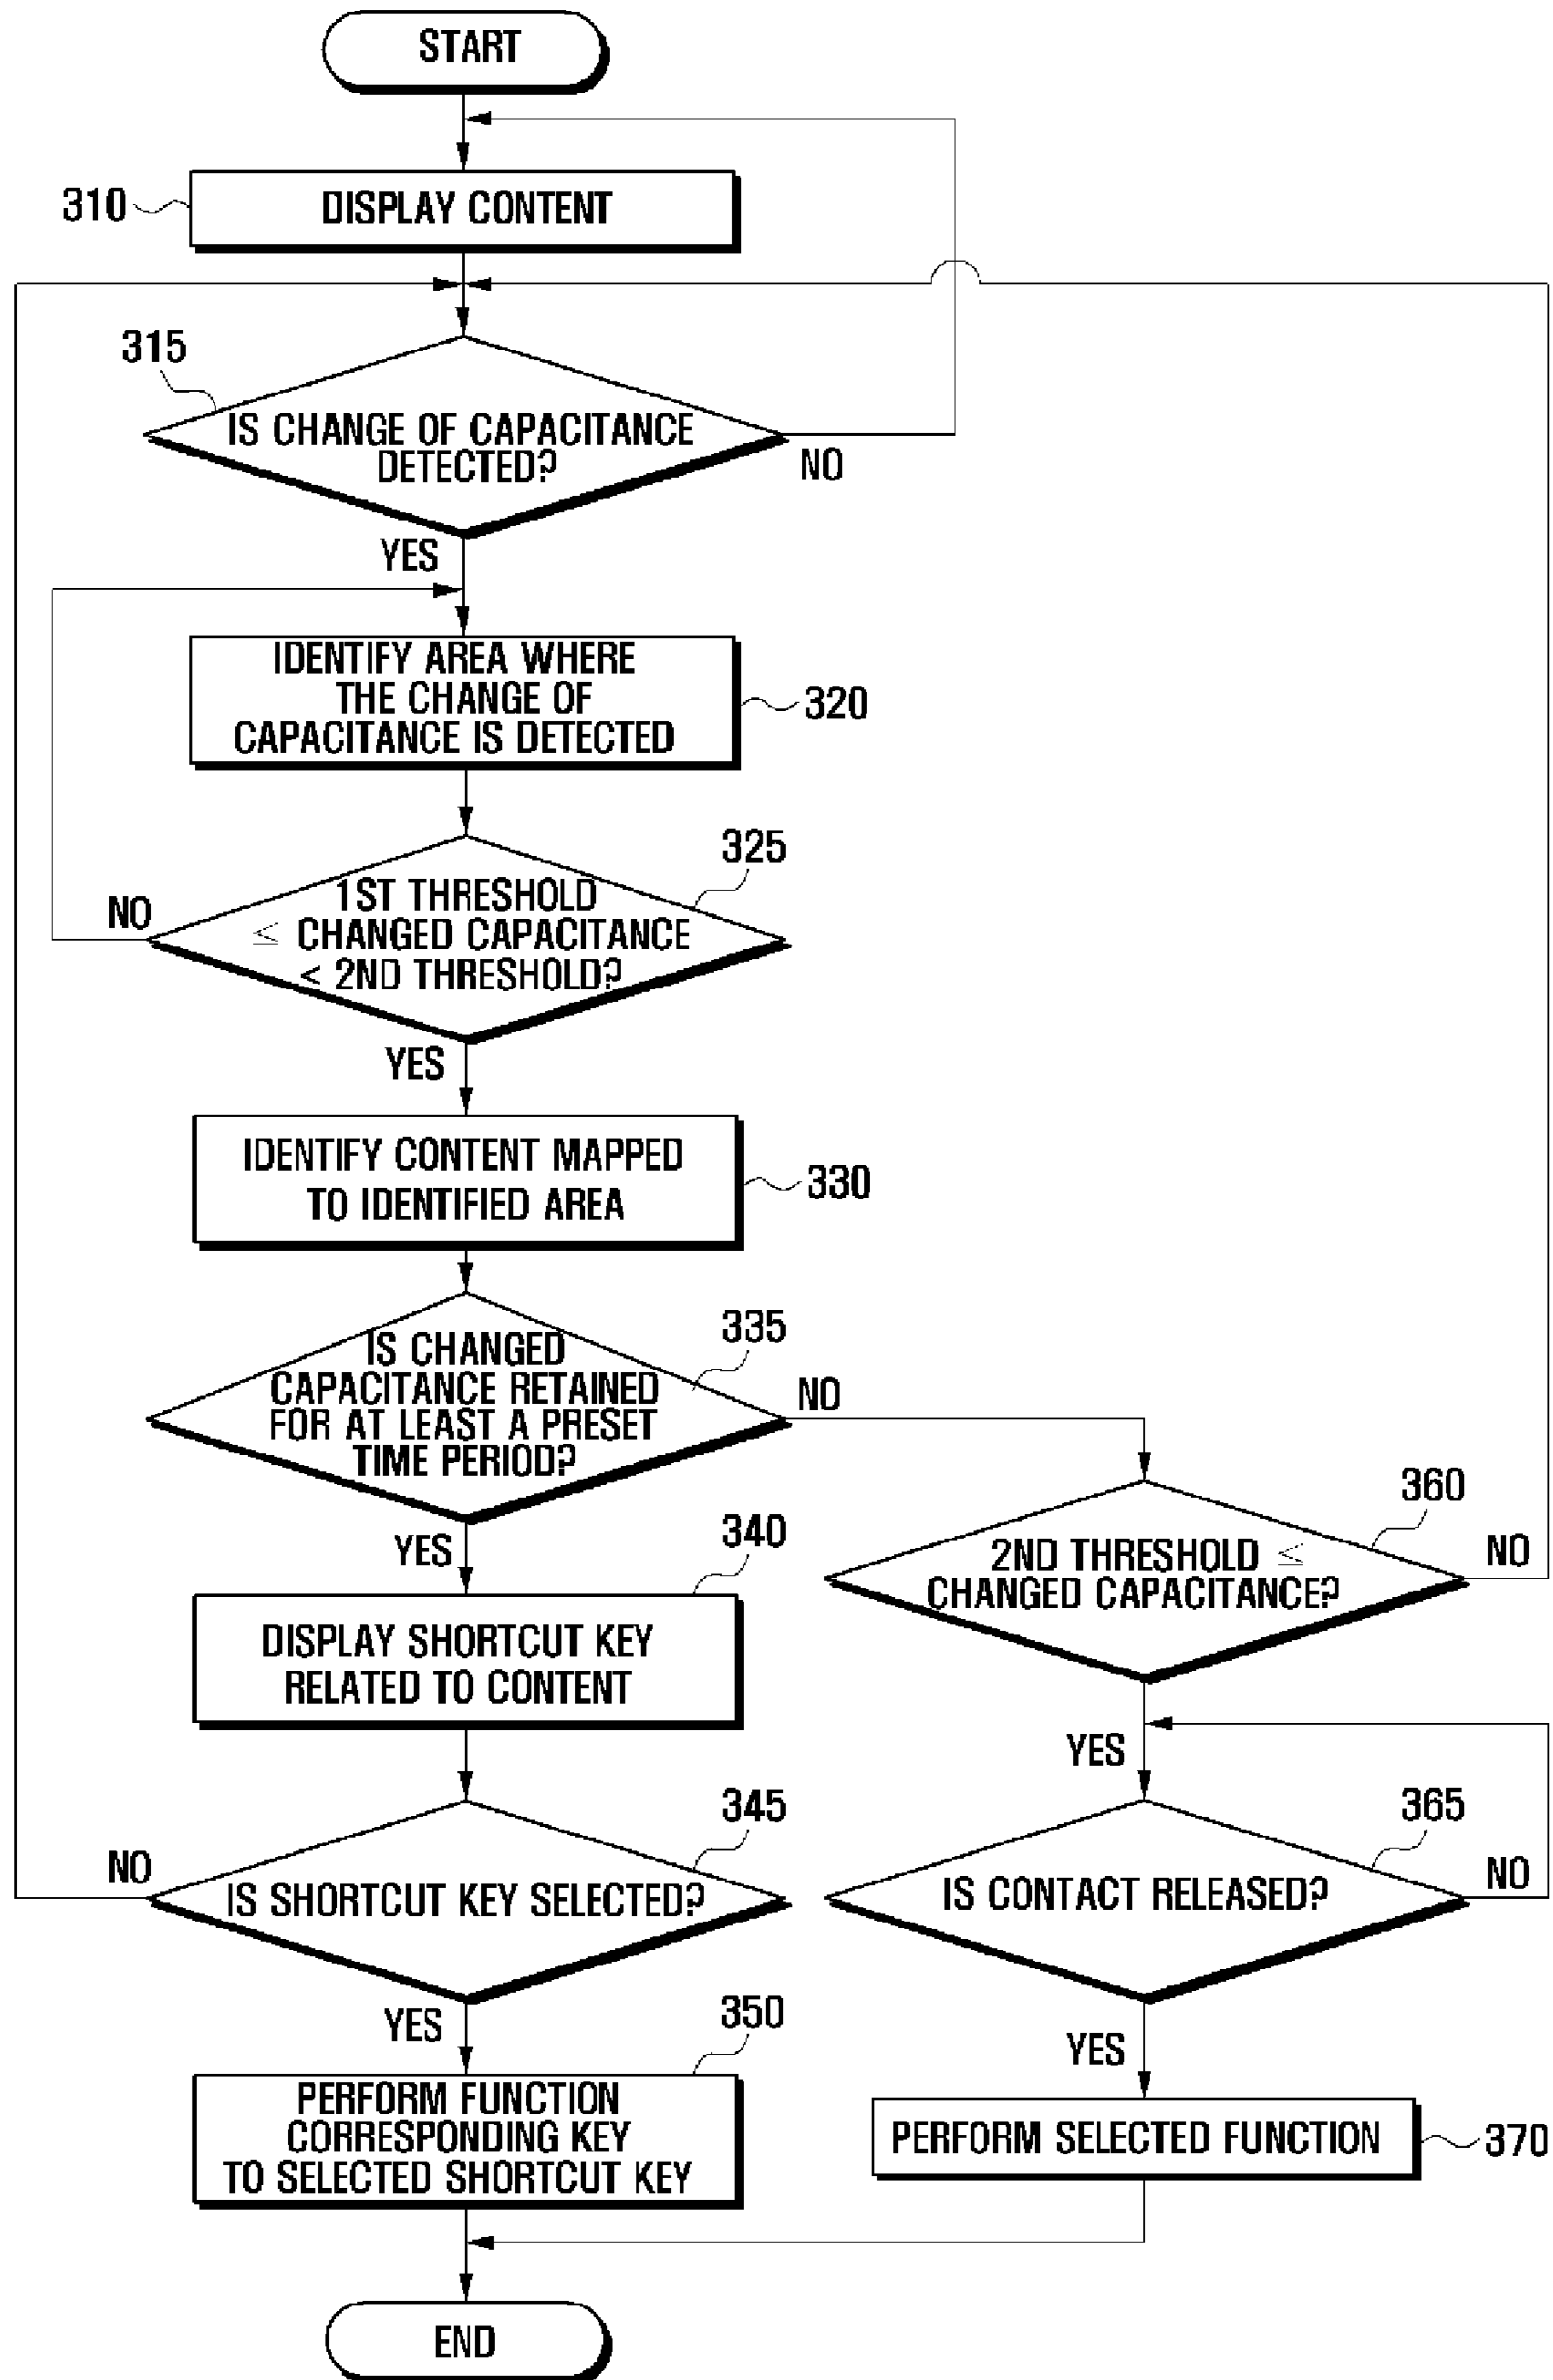 START
310
DISPLAY CONTENT
315
IS CHANGE OF CAPACITANCE
DETECTED?
NO
YES
IDENTIFY AREA WHERE
THE CHANGE OF
CAPACITANCE IS DETECTED
320
325
1ST THRESHOLD
≤ CHANGED CAPACITANCE
< 2ND THRESHOLD?
NO
YES
IDENTIFY CONTENT MAPPED
TO IDENTIFIED AREA
330
335
IS CHANGED
CAPACITANCE RETAINED
FOR AT LEAST A PRESET
TIME PERIOD?
NO
YES
340
DISPLAY SHORTCUT KEY
RELATED TO CONTENT
360
2ND THRESHOLD ≤
CHANGED CAPACITANCE?
NO
YES
345
IS SHORTCUT KEY SELECTED?
NO
YES
365
IS CONTACT RELEASED?
NO
YES
350
PERFORM FUNCTION
CORRESPONDING KEY
TO SELECTED SHORTCUT KEY
PERFORM SELECTED FUNCTION
370
END